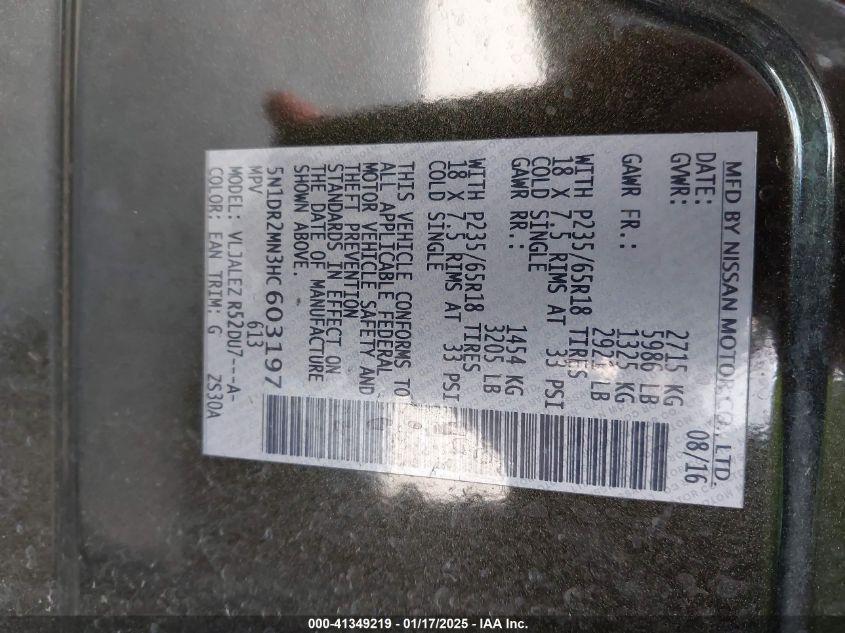 MFD BY NISSAN MOTOR CO., LTD.
DATE: 08/16
GVWR: 2715 KG
5986 LB
GAWR FR.: 1325 KG
2921 LB
WITH P235/65R18 TIRES
18 X 7.5 RIMS AT 33 PSI
COLD SINGLE
GAWR RR.: 1454 KG
3205 LB
WITH P235/65R18 TIRES
18 X 7.5 RIMS AT 33 PSI
COLD SINGLE
THIS VEHICLE CONFORMS TO
ALL APPLICABLE FEDERAL
MOTOR VEHICLE SAFETY AND
THEFT PREVENTION
STANDARDS IN EFFECT ON
THE DATE OF MANUFACTURE
SHOWN ABOVE.
5N1DR2MN3HC603197
MPV 613
MODEL: VLJALEZ R52DU7---A-
COLOR: EAN TRIM: G ZS30A
000-41349219 - 01/17/2025 - IAA Inc.